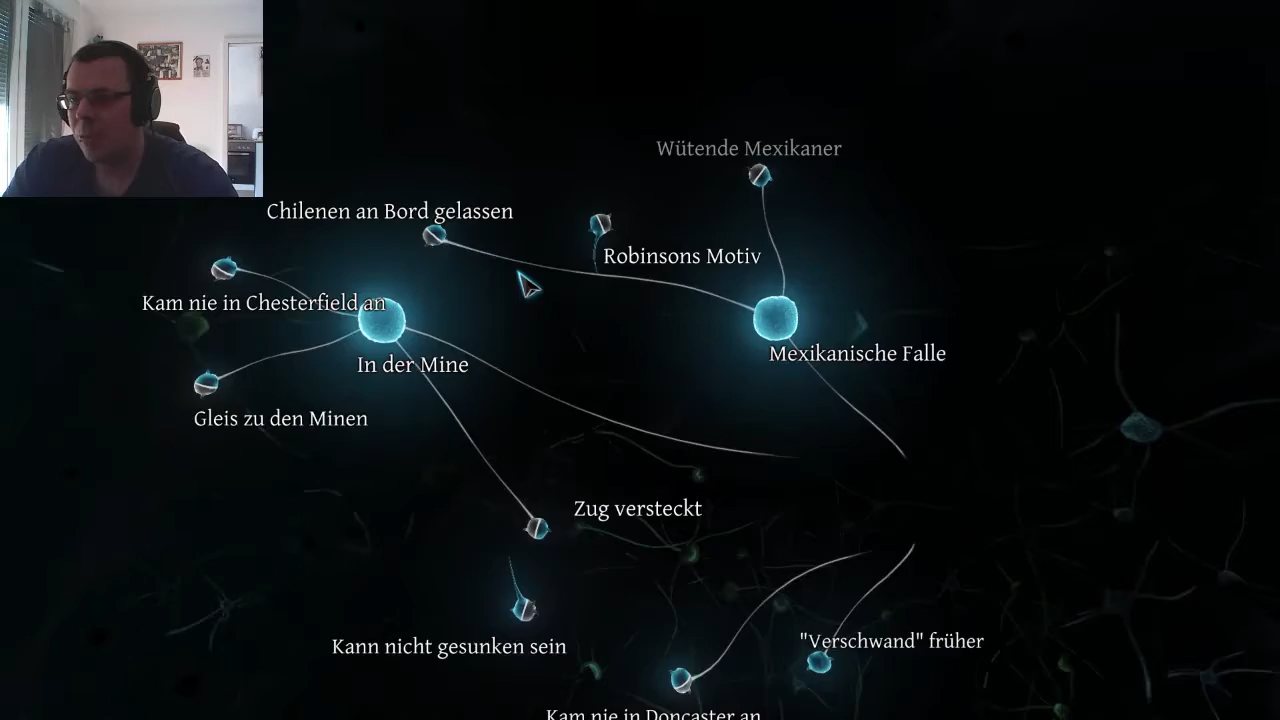 Wütende Mexikaner
Chilenen an Bord gelassen
Robinsons Motiv
Kam nie in Chesterfield an
Mexikanische Falle
In der Mine
Gleis zu den Minen
Zug versteckt
"Verschwand" früher
Kann nicht gesunken sein
Kam nie in Doncaster an